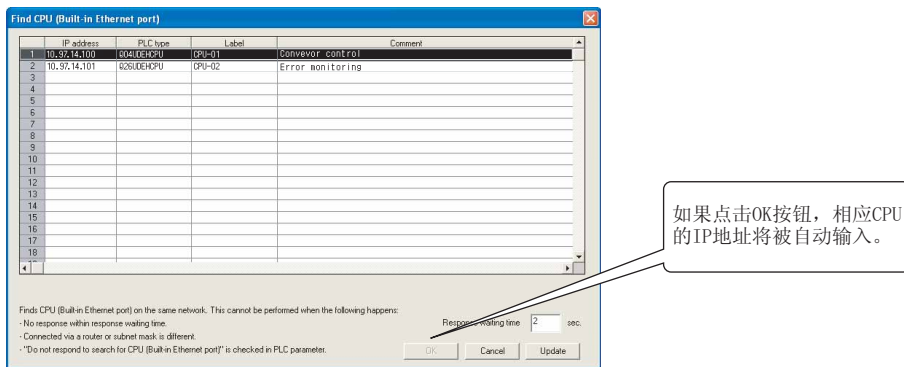 Find CPU (Built-in Ethernet port)
IP address PLC type Label Comment
1 10.97.14.100 Q04UDEHCPU CPU-01 Conveyor control
2 10.97.14.101 Q26UDEHCPU CPU-02 Error monitoring
3
4
5
6
7
8
9
10
11
12
13
14
15
16
17
18
如果点击OK按钮，相应CPU
的IP地址将被自动输入。
Finds CPU (Built-in Ethernet port) on the same network. This cannot be performed when the following happens:
- No response within response waiting time.
Response waiting time 2 sec.
- Connected via a router or subnet mask is different.
- "Do not respond to search for CPU (Built-in Ethernet port)" is checked in PLC parameter.
OK Cancel Update